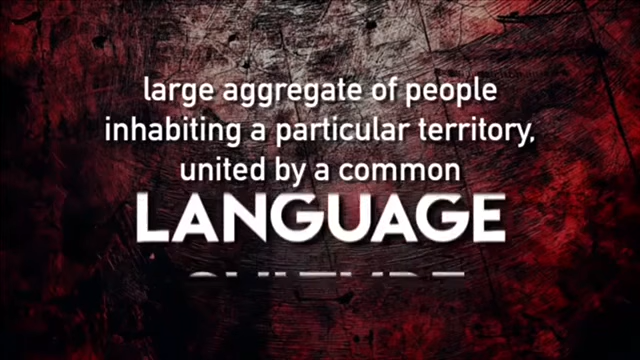 large aggregate of people
inhabiting a particular territory,
united by a common
LANGUAGE